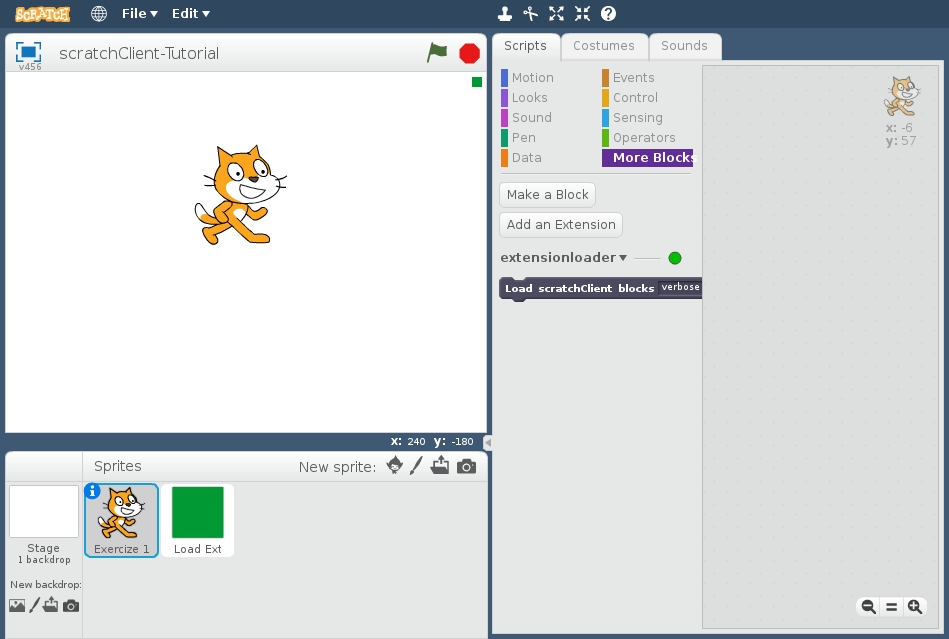 SCRATCH File Edit
scratchClient-Tutorial
v456
x: 240 y: -180
Sprites New sprite:
Stage
1 backdrop
New backdrop:
Exercize 1
Load Ext
Scripts Costumes Sounds
Motion Events
Looks Control
Sound Sensing
Pen Operators
Data More Blocks
Make a Block
Add an Extension
extensionloader
Load scratchClient blocks verbose
x: -6
y: 57